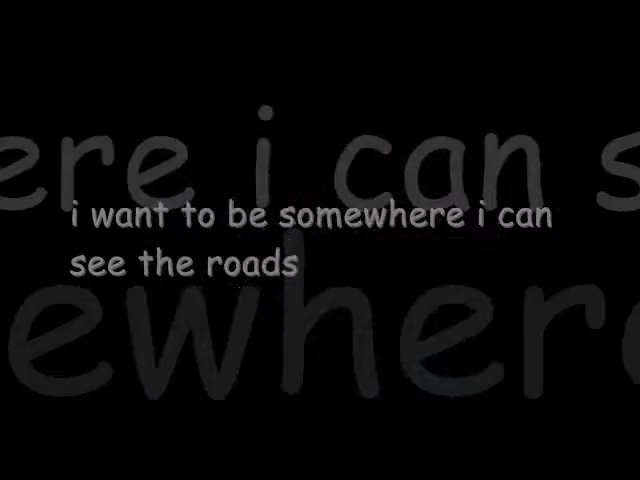 ere i can s
i want to be somewhere i can
see the roads
ewhere